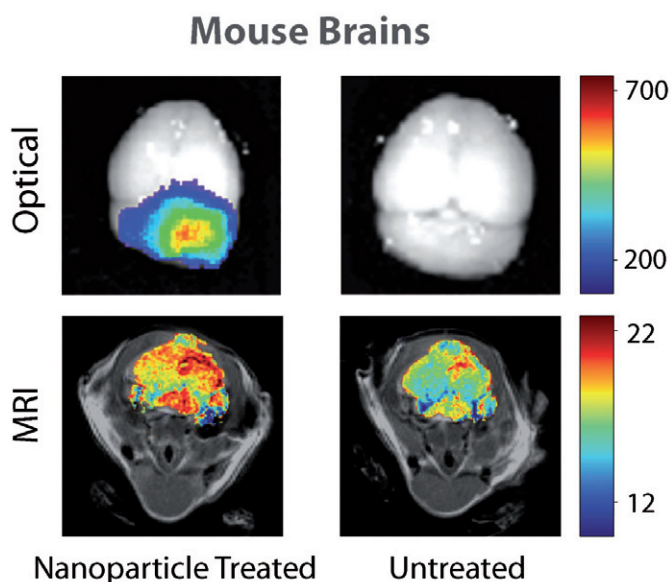 Mouse Brains
Optical
700
200
MRI
22
12
Nanoparticle Treated
Untreated